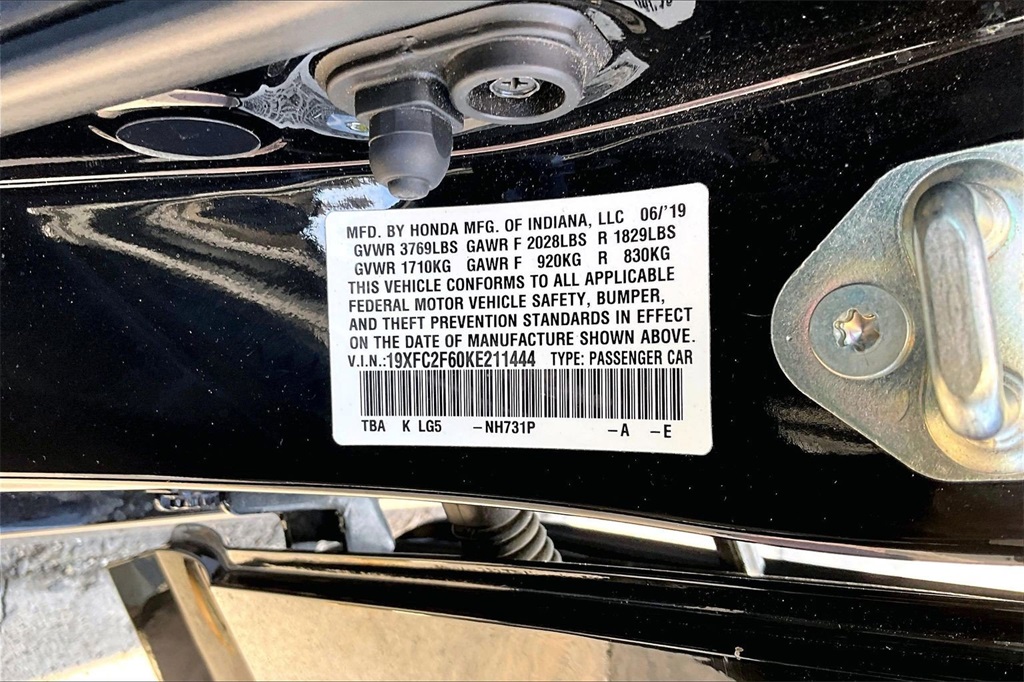 MFD. BY HONDA MFG. OF INDIANA, LLC 06/'19
GVWR 3769LBS GAWR F 2028LBS R 1829LBS
GVWR 1710KG GAWR F 920KG R 830KG
THIS VEHICLE CONFORMS TO ALL APPLICABLE
FEDERAL MOTOR VEHICLE SAFETY, BUMPER,
AND THEFT PREVENTION STANDARDS IN EFFECT
ON THE DATE OF MANUFACTURE SHOWN ABOVE.
V.I.N.:19XFC2F60KE211444 TYPE: PASSENGER CAR
TBA K LG5 -NH731P -A -E